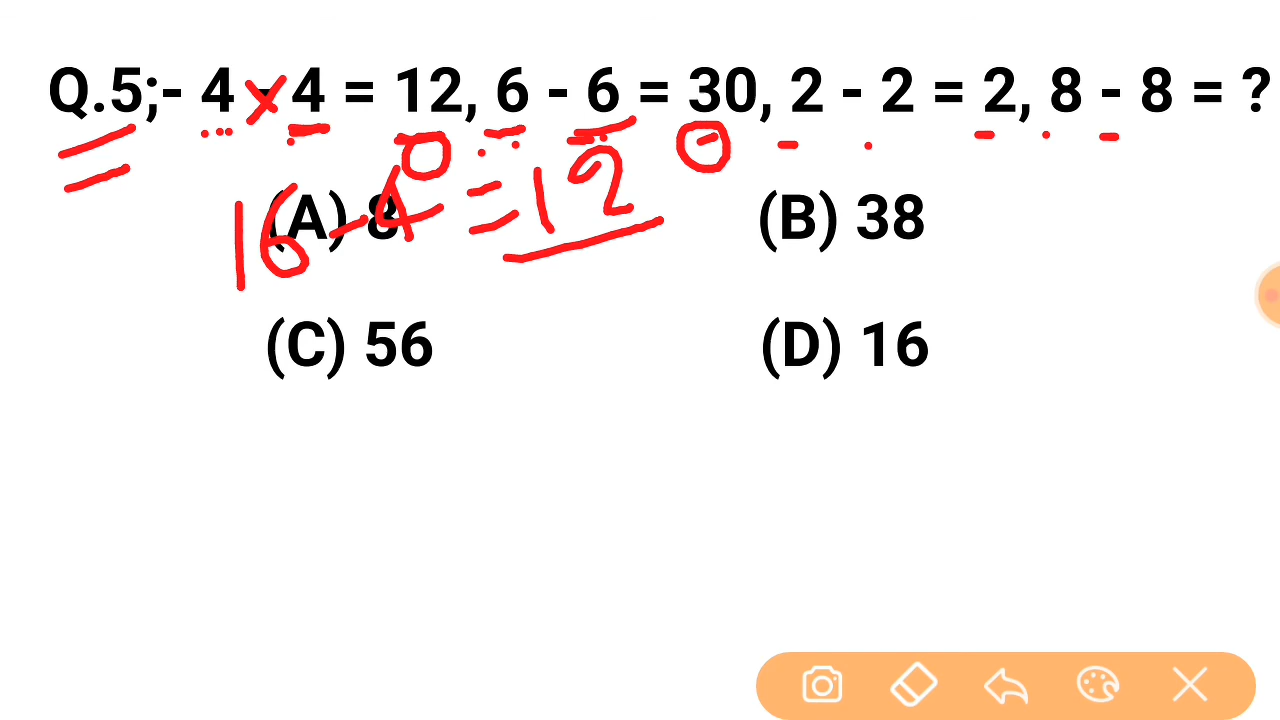 Q.5;- 4 - 4 = 12, 6 - 6 = 30, 2 - 2 = 2, 8 - 8 = ?
×
(A) 8 (B) 38
16 - 4 = 12
(C) 56 (D) 16